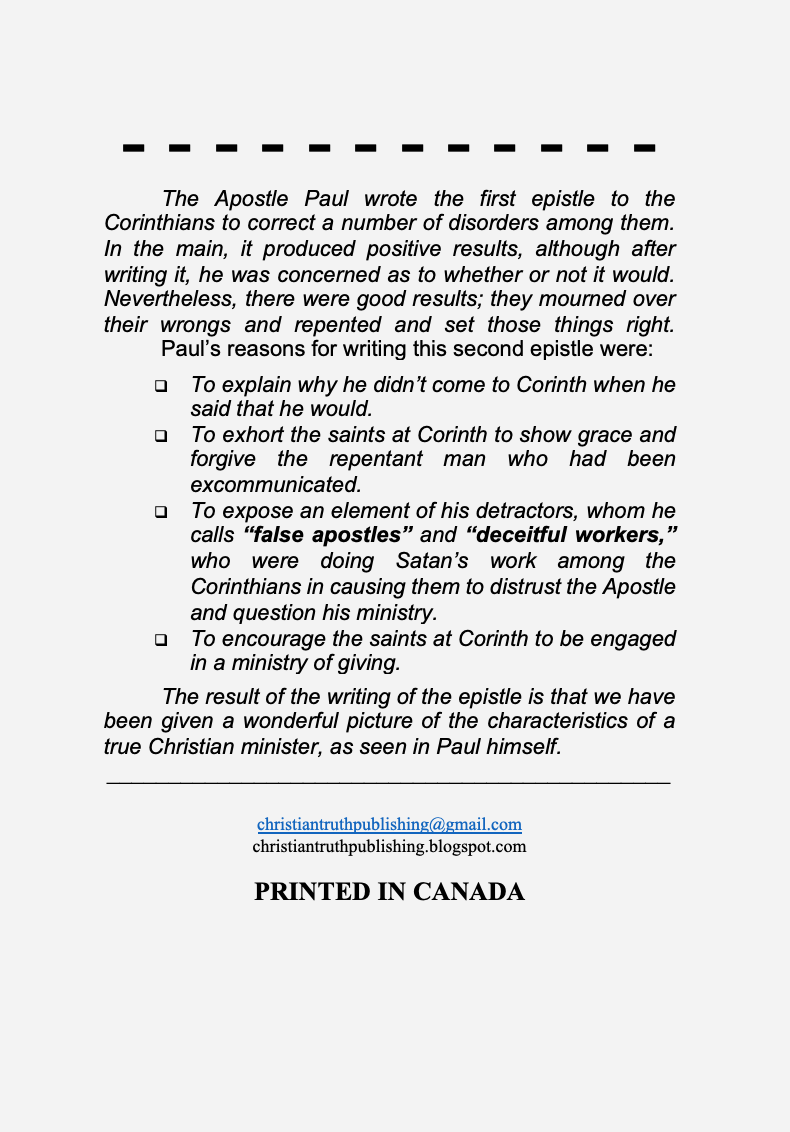 The Apostle Paul wrote the first epistle to the
Corinthians to correct a number of disorders among them.
In the main, it produced positive results, although after
writing it, he was concerned as to whether or not it would.
Nevertheless, there were good results; they mourned over
their wrongs and repented and set those things right.
Paul’s reasons for writing this second epistle were:
❑ To explain why he didn’t come to Corinth when he
said that he would.
❑ To exhort the saints at Corinth to show grace and
forgive the repentant man who had been
excommunicated.
❑ To expose an element of his detractors, whom he
calls “false apostles” and “deceitful workers,”
who were doing Satan’s work among the
Corinthians in causing them to distrust the Apostle
and question his ministry.
❑ To encourage the saints at Corinth to be engaged
in a ministry of giving.
The result of the writing of the epistle is that we have
been given a wonderful picture of the characteristics of a
true Christian minister, as seen in Paul himself.
christiantruthpublishing@gmail.com
christiantruthpublishing.blogspot.com
PRINTED IN CANADA